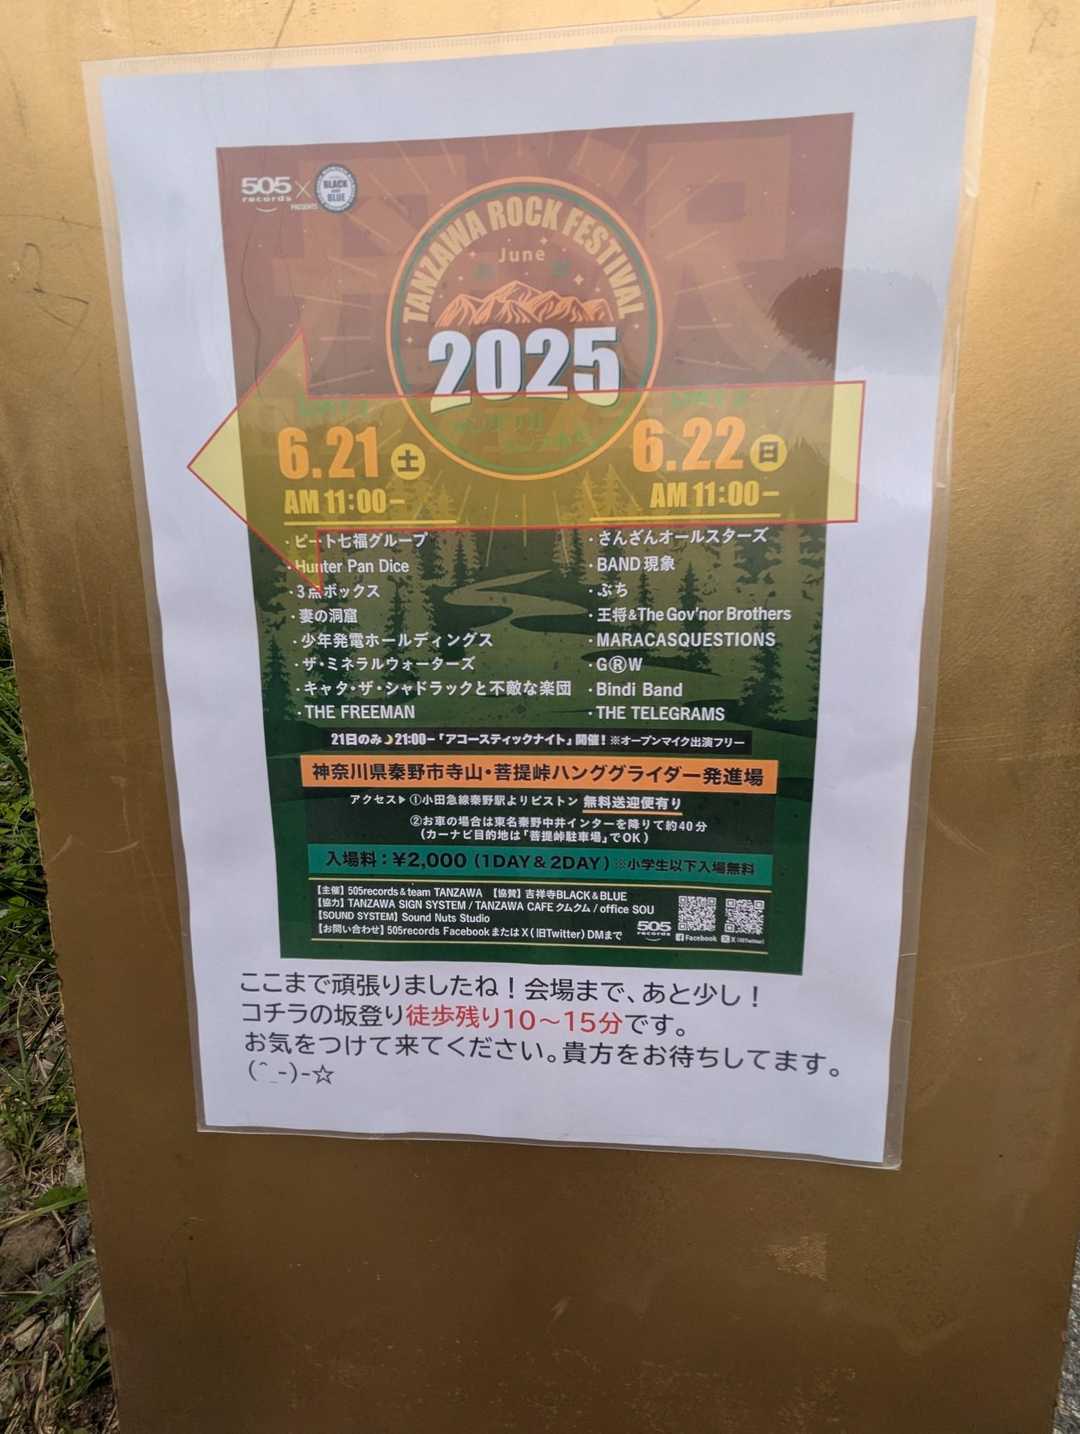 505 records × BLACK and BLUE
PRESENTS
TANZAWA ROCK FESTIVAL
June
2025
6.21 土
AM 11:00–
・ピート七福グループ
・Hunter Pan Dice
・3点ボックス
・妻の洞窟
・少年発電ホールディングス
・ザ・ミネラルウォーターズ
・キャタ・ザ・シャドラックと不敵な楽団
・THE FREEMAN
6.22 日
AM 11:00–
・さんざんオールスターズ
・BAND現象
・ぶち
・王将&The Gov'nor Brothers
・MARACASQUESTIONS
・GⓇW
・Bindi Band
・THE TELEGRAMS
21日のみ🌙21:00–「アコースティックナイト」開催!※オープンマイク出演フリー
神奈川県秦野市寺山・菩提峠ハンググライダー発進場
アクセス▶①小田急線秦野駅よりピストン 無料送迎便有り
②お車の場合は東名秦野中井インターを降りて約40分
(カーナビ目的地は「菩提峠駐車場」でOK)
入場料:¥2,000(1DAY&2DAY)※小学生以下入場無料
【主催】505records&team TANZAWA 【協賛】吉祥寺BLACK&BLUE
【協力】TANZAWA SIGN SYSTEM / TANZAWA CAFE クムクム / office SOU
【SOUND SYSTEM】Sound Nuts Studio
【お問い合わせ】505records FacebookまたはX(旧Twitter)DMまで
505 records
Facebook
X(旧Twitter)
ここまで頑張りましたね!会場まで、あと少し!
コチラの坂登り徒歩残り10～15分です。
お気をつけて来てください。貴方をお待ちしてます。
(^_-)-☆